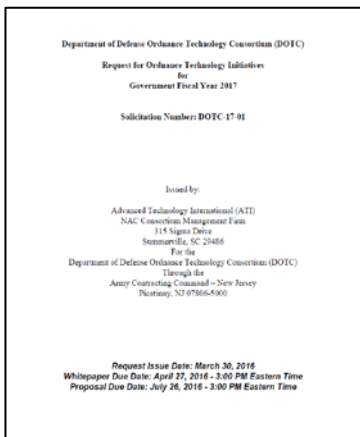 Department of Defense Ordnance Technology Consortium (DOTC)
Request for Ordnance Technology Initiatives
for
Government Fiscal Year 2017
Solicitation Number: DOTC-17-01
Issued by:
Advanced Technology International (ATI)
NAC Consortium Management Firm
315 Sigma Drive
Summerville, SC 29486
For the
Department of Defense Ordnance Technology Consortium (DOTC)
Through the
Army Contracting Command – New Jersey
Picatinny, NJ 07806-5000
Request Issue Date: March 30, 2016
Whitepaper Due Date: April 27, 2016 - 3:00 PM Eastern Time
Proposal Due Date: July 26, 2016 - 3:00 PM Eastern Time